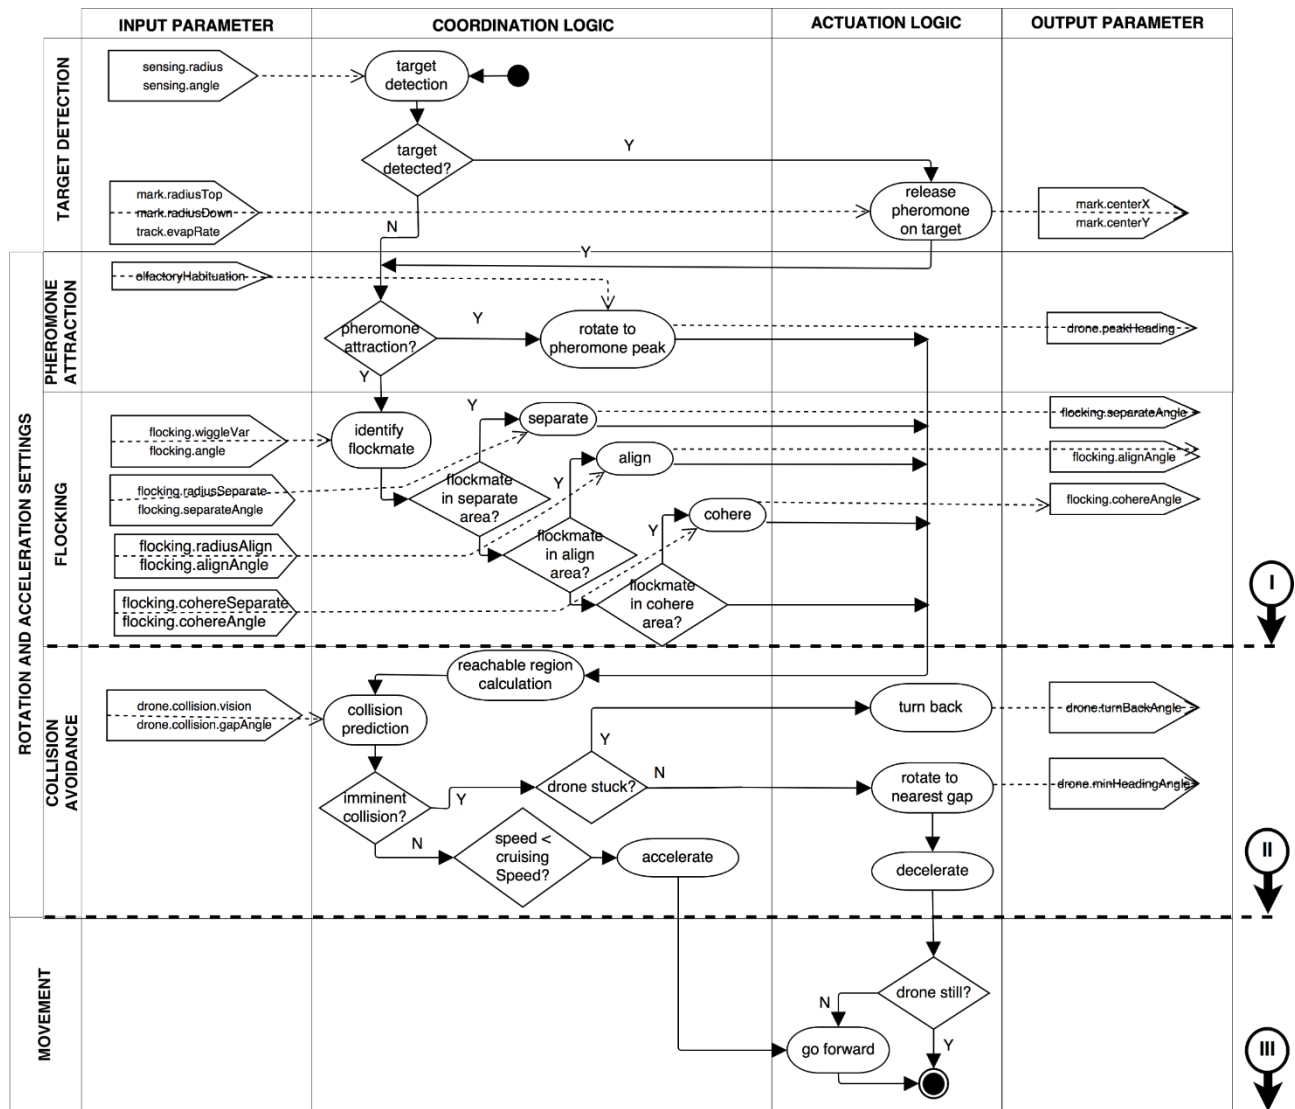 INPUT PARAMETER
COORDINATION LOGIC
ACTUATION LOGIC
OUTPUT PARAMETER
TARGET DETECTION
sensing.radius
sensing.angle
target
detection
target
detected?
Y
N
mark.radiusTop
mark.radiusDown
track.evapRate
release
pheromone
on target
mark.centerX
mark.centerY
Y
ROTATION AND ACCELERATION SETTINGS
PHEROMONE
ATTRACTION
olfactoryHabituation
pheromone
attraction?
Y
Y
rotate to
pheromone peak
drone.peakHeading
FLOCKING
flocking.wiggleVar
flocking.angle
identify
flockmate
Y
separate
flocking.separateAngle
flocking.radiusSeparate
flocking.separateAngle
flockmate
in separate
area?
Y
align
flocking.alignAngle
flocking.radiusAlign
flocking.alignAngle
flockmate
in align
area?
Y
cohere
flocking.cohereAngle
flocking.cohereSeparate
flocking.cohereAngle
flockmate
in cohere
area?
I
COLLISION
AVOIDANCE
reachable region
calculation
drone.collision.vision
drone.collision.gapAngle
collision
prediction
turn back
drone.turnBackAngle
imminent
collision?
Y
drone stuck?
Y
N
rotate to
nearest gap
drone.minHeadingAngle
N
speed <
cruising
Speed?
accelerate
decelerate
II
MOVEMENT
drone still?
N
Y
go forward
III